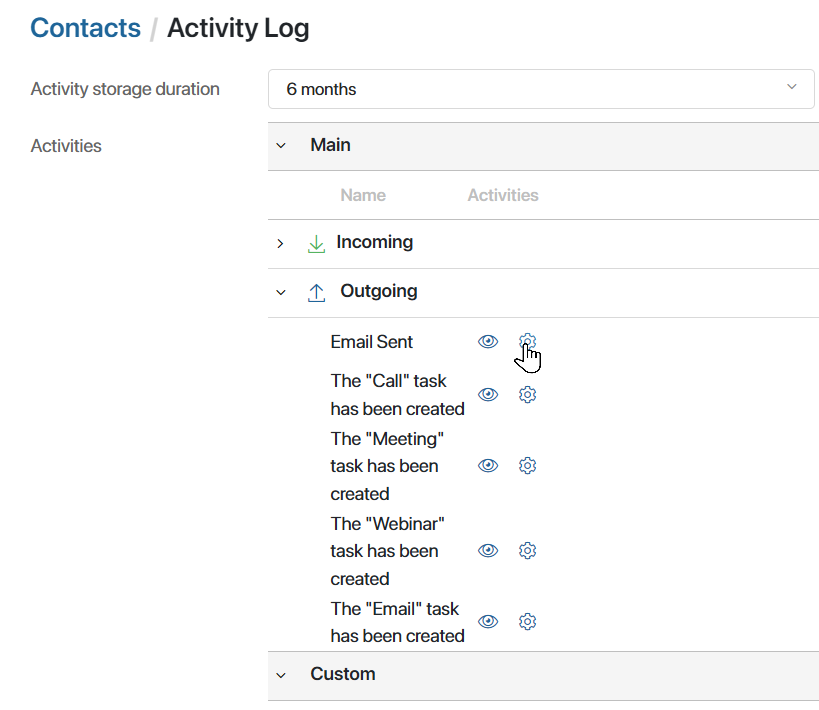 Contacts / Activity Log
Activity storage duration
6 months
Activities
Main
Name Activities
Incoming
Outgoing
Email Sent
The "Call" task
has been created
The "Meeting"
task has been
created
The "Webinar"
task has been
created
The "Email" task
has been created
Custom